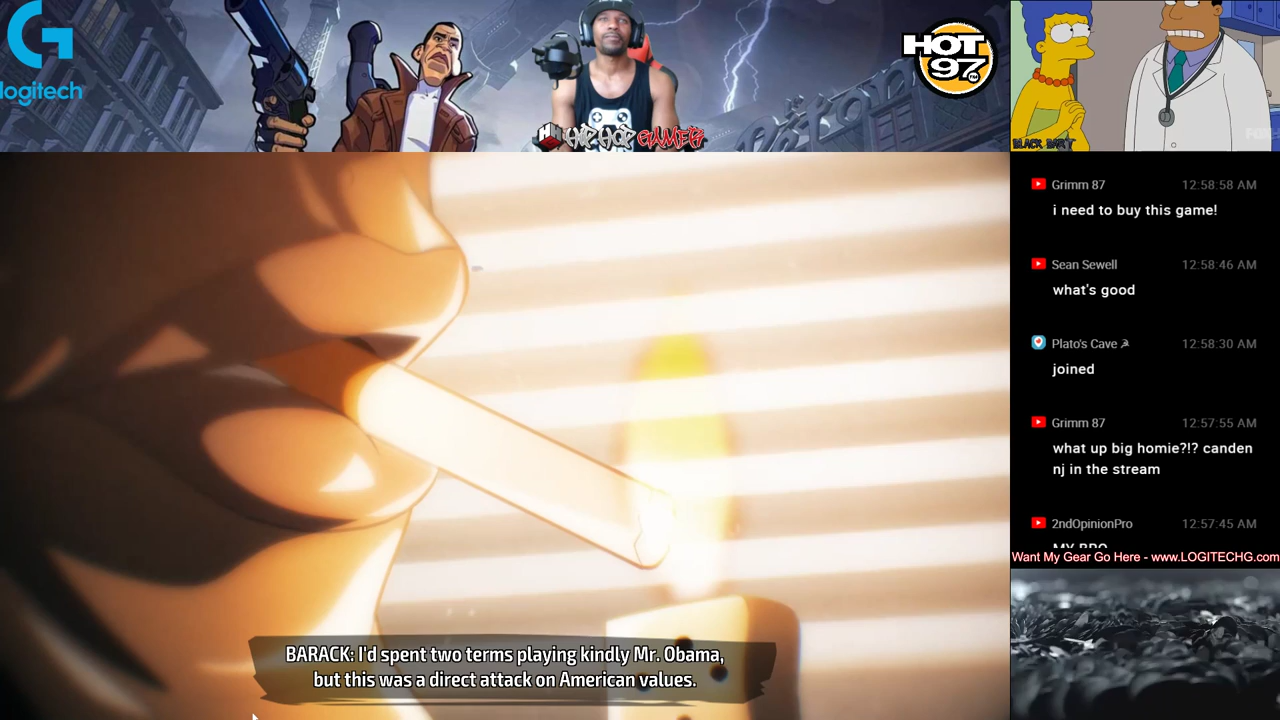 logitech
HOT
97
HIP HOP GAMER
BLACK BART
FOX
Grimm 87 12:58:58 AM
i need to buy this game!
Sean Sewell 12:58:46 AM
what's good
Plato's Cave ☭ 12:58:30 AM
joined
Grimm 87 12:57:55 AM
what up big homie?!? canden
nj in the stream
2ndOpinionPro 12:57:45 AM
MY BRO
Want My Gear Go Here - www.LOGITECHG.com
BARACK: I'd spent two terms playing kindly Mr. Obama,
but this was a direct attack on American values.